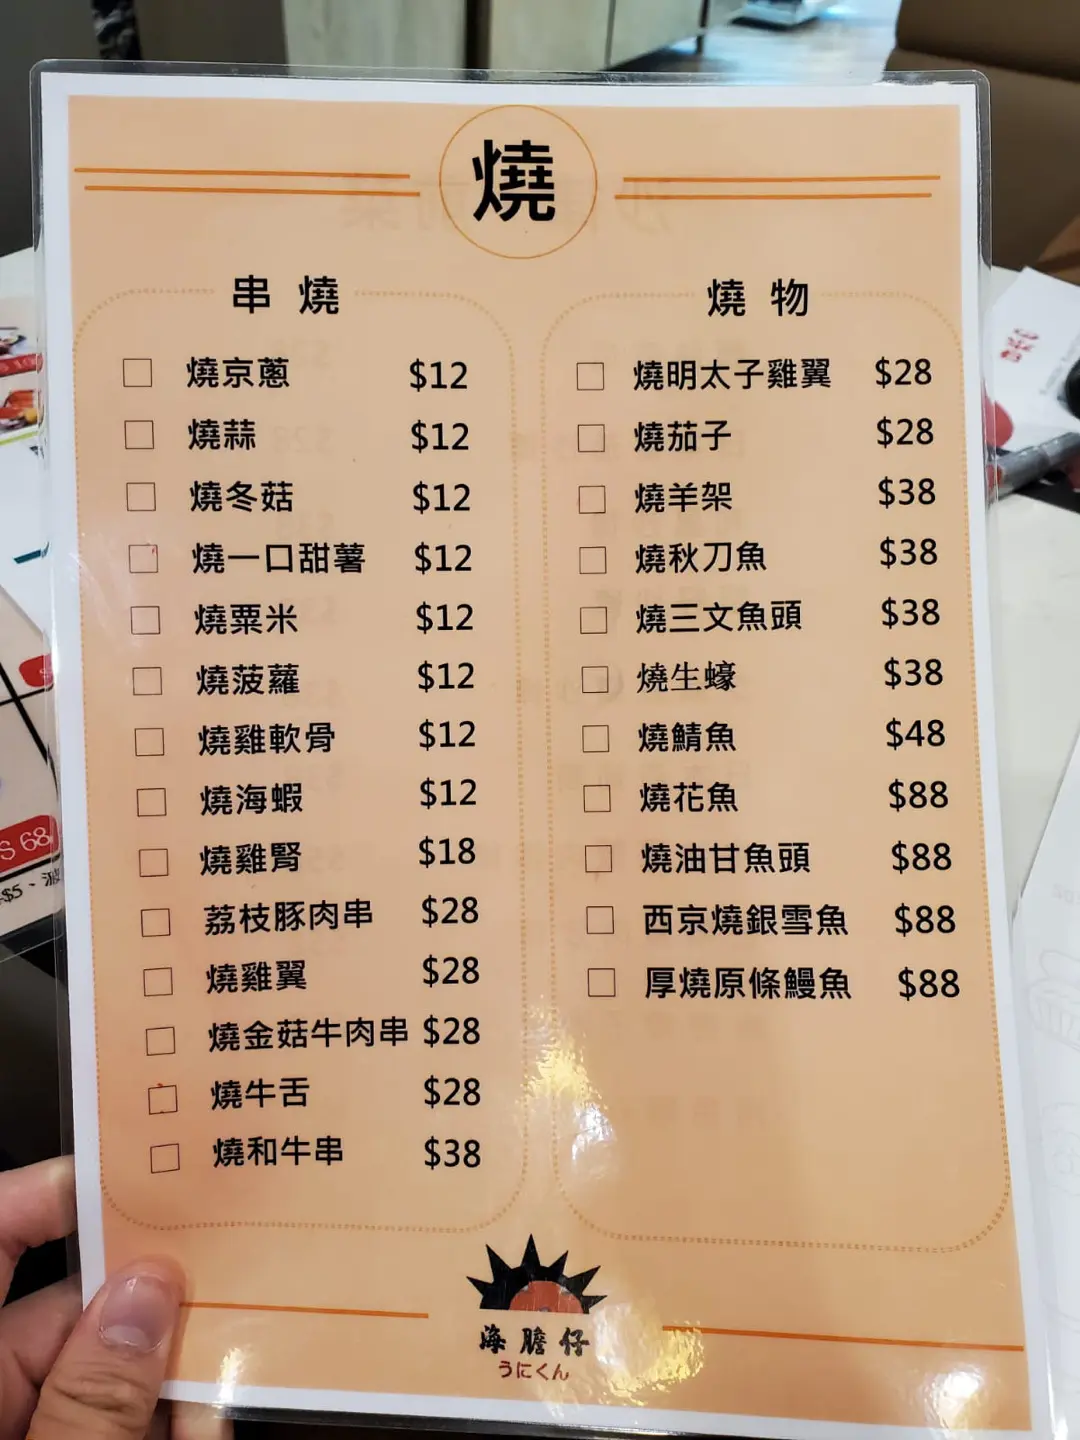 燒
串燒
燒京蔥 $12
燒蒜 $12
燒冬菇 $12
燒一口甜薯 $12
燒粟米 $12
燒菠蘿 $12
燒雞軟骨 $12
燒海蝦 $12
燒雞腎 $18
荔枝豚肉串 $28
燒雞翼 $28
燒金菇牛肉串 $28
燒牛舌 $28
燒和牛串 $38
燒物
燒明太子雞翼 $28
燒茄子 $28
燒羊架 $38
燒秋刀魚 $38
燒三文魚頭 $38
燒生蠔 $38
燒鯖魚 $48
燒花魚 $88
燒油甘魚頭 $88
西京燒銀雪魚 $88
厚燒原條鰻魚 $88
海膽仔
うにくん
$ 68
$5、